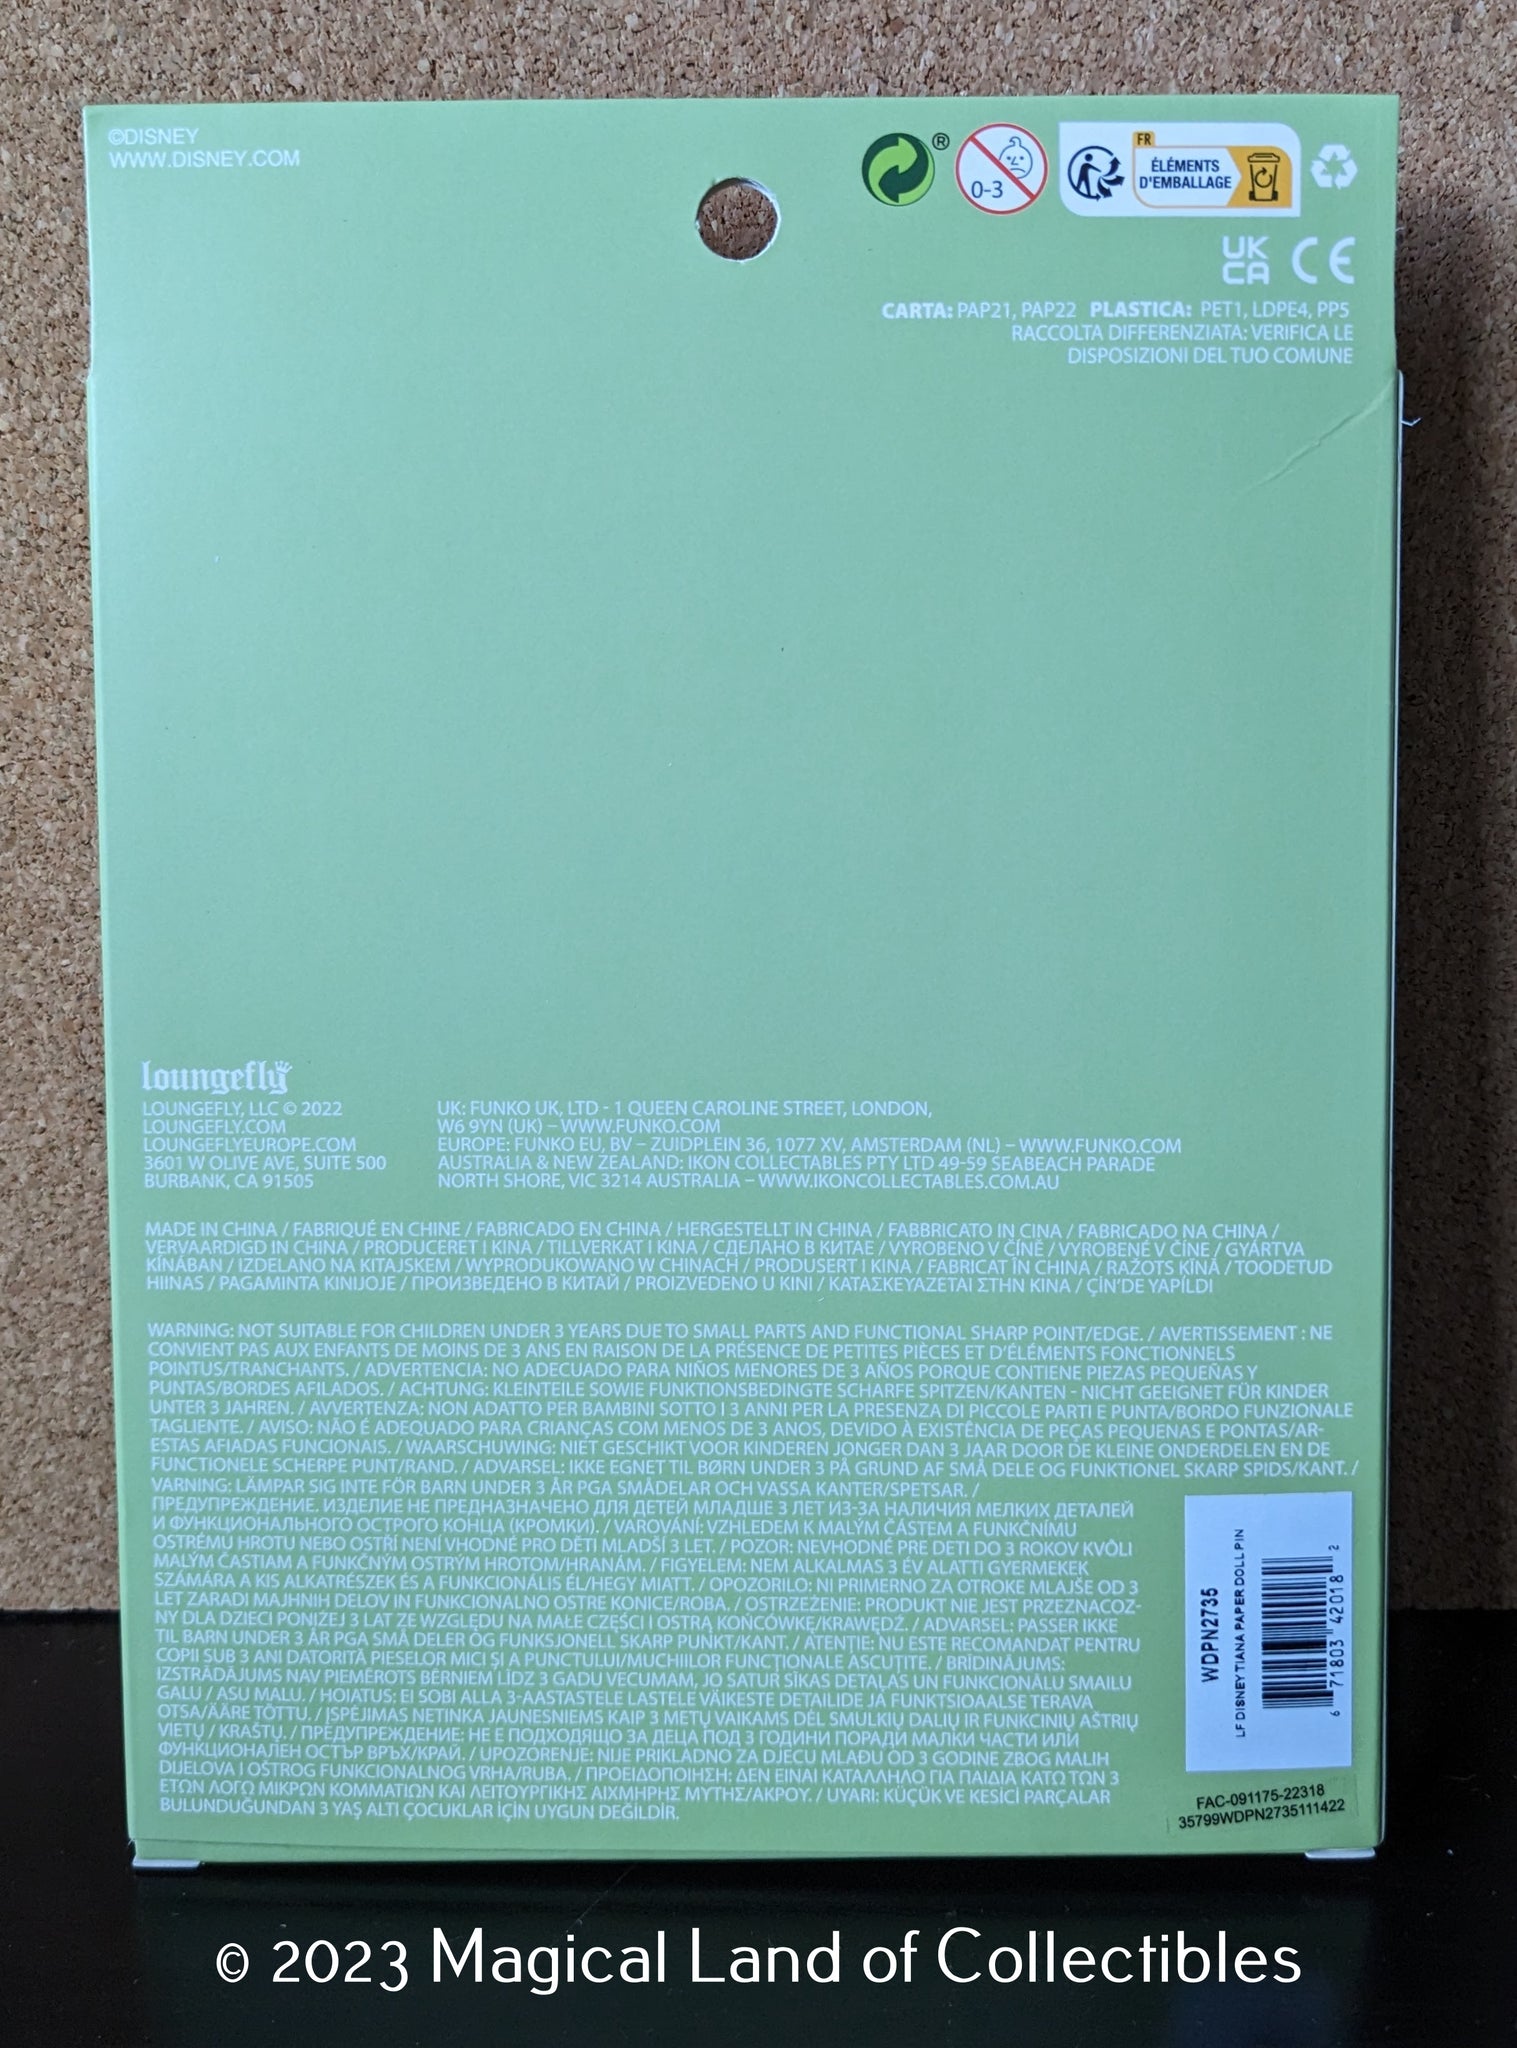 ©DISNEY
WWW.DISNEY.COM
®
0-3
FR
ÉLÉMENTS
D'EMBALLAGE
UK
CA CE
CARTA: PAP21, PAP22 PLASTICA: PET1, LDPE4, PP5
RACCOLTA DIFFERENZIATA: VERIFICA LE
DISPOSIZIONI DEL TUO COMUNE
loungefly
LOUNGEFLY, LLC © 2022
LOUNGEFLY.COM
LOUNGEFLYEUROPE.COM
3601 W OLIVE AVE, SUITE 500
BURBANK, CA 91505
UK: FUNKO UK, LTD - 1 QUEEN CAROLINE STREET, LONDON,
W6 9YN (UK) – WWW.FUNKO.COM
EUROPE: FUNKO EU, BV – ZUIDPLEIN 36, 1077 XV, AMSTERDAM (NL) – WWW.FUNKO.COM
AUSTRALIA & NEW ZEALAND: IKON COLLECTABLES PTY LTD 49-59 SEABEACH PARADE
NORTH SHORE, VIC 3214 AUSTRALIA – WWW.IKONCOLLECTABLES.COM.AU
MADE IN CHINA / FABRIQUÉ EN CHINE / FABRICADO EN CHINA / HERGESTELLT IN CHINA / FABBRICATO IN CINA / FABRICADO NA CHINA /
VERVAARDIGD IN CHINA / PRODUCERET I KINA / TILLVERKAT I KINA / СДЕЛАНО В КИТАЕ / VYROBENO V ČÍNĚ / VYROBENÉ V ČÍNE / GYÁRTVA
KÍNÁBAN / IZDELANO NA KITAJSKEM / WYPRODUKOWANO W CHINACH / PRODUSERT I KINA / FABRICAT ÎN CHINA / RAŽOTS ĶĪNĀ / TOODETUD
HIINAS / PAGAMINTA KINIJOJE / ПРОИЗВЕДЕНО В КИТАЙ / PROIZVEDENO U KINI / ΚΑΤΑΣΚΕΥΑΖΕΤΑΙ ΣΤΗΝ ΚΙΝΑ / ÇİN'DE YAPILDI
WARNING: NOT SUITABLE FOR CHILDREN UNDER 3 YEARS DUE TO SMALL PARTS AND FUNCTIONAL SHARP POINT/EDGE. / AVERTISSEMENT : NE
CONVIENT PAS AUX ENFANTS DE MOINS DE 3 ANS EN RAISON DE LA PRÉSENCE DE PETITES PIÈCES ET D'ÉLÉMENTS FONCTIONNELS
POINTUS/TRANCHANTS. / ADVERTENCIA: NO ADECUADO PARA NIÑOS MENORES DE 3 AÑOS PORQUE CONTIENE PIEZAS PEQUEÑAS Y
PUNTAS/BORDES AFILADOS. / ACHTUNG: KLEINTEILE SOWIE FUNKTIONSBEDINGTE SCHARFE SPITZEN/KANTEN - NICHT GEEIGNET FÜR KINDER
UNTER 3 JAHREN. / AVVERTENZA: NON ADATTO PER BAMBINI SOTTO I 3 ANNI PER LA PRESENZA DI PICCOLE PARTI E PUNTA/BORDO FUNZIONALE
TAGLIENTE. / AVISO: NÃO É ADEQUADO PARA CRIANÇAS COM MENOS DE 3 ANOS, DEVIDO À EXISTÊNCIA DE PEÇAS PEQUENAS E PONTAS/AR-
ESTAS AFIADAS FUNCIONAIS. / WAARSCHUWING: NIET GESCHIKT VOOR KINDEREN JONGER DAN 3 JAAR DOOR DE KLEINE ONDERDELEN EN DE
FUNCTIONELE SCHERPE PUNT/RAND. / ADVARSEL: IKKE EGNET TIL BØRN UNDER 3 PÅ GRUND AF SMÅ DELE OG FUNKTIONEL SKARP SPIDS/KANT. /
VARNING: LÄMPAR SIG INTE FÖR BARN UNDER 3 ÅR PGA SMÅDELAR OCH VASSA KANTER/SPETSAR. /
ПРЕДУПРЕЖДЕНИЕ. ИЗДЕЛИЕ НЕ ПРЕДНАЗНАЧЕНО ДЛЯ ДЕТЕЙ МЛАДШЕ 3 ЛЕТ ИЗ-ЗА НАЛИЧИЯ МЕЛКИХ ДЕТАЛЕЙ
И ФУНКЦИОНАЛЬНОГО ОСТРОГО КОНЦА (КРОМКИ). / VAROVÁNÍ: VZHLEDEM K MALÝM ČÁSTEM A FUNKČNÍMU
OSTRÉMU HROTU NEBO OSTŘÍ NENÍ VHODNÉ PRO DĚTI MLADŠÍ 3 LET. / POZOR: NEVHODNÉ PRE DETI DO 3 ROKOV KVÔLI
MALÝM ČASTIAM A FUNKČNÝM OSTRÝM HROTOM/HRANÁM. / FIGYELEM: NEM ALKALMAS 3 ÉV ALATTI GYERMEKEK
SZÁMÁRA A KIS ALKATRÉSZEK ÉS A FUNKCIONÁLIS ÉL/HEGY MIATT. / OPOZORILO: NI PRIMERNO ZA OTROKE MLAJŠE OD 3
LET ZARADI MAJHNIH DELOV IN FUNKCIONALNO OSTRE KONICE/ROBA. / OSTRZEŻENIE: PRODUKT NIE JEST PRZEZNACZO-
NY DLA DZIECI PONIŻEJ 3 LAT ZE WZGLĘDU NA MAŁE CZĘŚCI I OSTRĄ KOŃCÓWKĘ/KRAWĘDŹ. / ADVARSEL: PASSER IKKE
TIL BARN UNDER 3 ÅR PGA SMÅ DELER OG FUNKSJONELL SKARP PUNKT/KANT. / ATENȚIE: NU ESTE RECOMANDAT PENTRU
COPII SUB 3 ANI DATORITĂ PIESELOR MICI ȘI A PUNCTULUI/MUCHIILOR FUNCȚIONALE ASCUȚITE. / BRĪDINĀJUMS:
IZSTRĀDĀJUMS NAV PIEMĒROTS BĒRNIEM LĪDZ 3 GADU VECUMAM, JO SATUR SĪKAS DETAĻAS UN FUNKCIONĀLU SMAILU
GALU / ASU MALU. / HOIATUS: EI SOBI ALLA 3-AASTASTELE LASTELE VÄIKESTE DETAILIDE JA FUNKTSIOAALSE TERAVA
OTSA/ÄÄRE TÕTTU. / ĮSPĖJIMAS NETINKA JAUNESNIEMS KAIP 3 METŲ VAIKAMS DĖL SMULKIŲ DALIŲ IR FUNKCINIŲ AŠTRIŲ
VIETŲ / KRAŠTŲ. / ПРЕДУПРЕЖДЕНИЕ: НЕ Е ПОДХОДЯЩО ЗА ДЕЦА ПОД 3 ГОДИНИ ПОРАДИ МАЛКИ ЧАСТИ ИЛИ
ФУНКЦИОНАЛЕН ОСТЪР ВРЪХ/КРАЙ. / UPOZORENJE: NIJE PRIKLADNO ZA DJECU MLAĐU OD 3 GODINE ZBOG MALIH
DIJELOVA I OŠTROG FUNKCIONALNOG VRHA/RUBA. / ΠΡΟΕΙΔΟΠΟΙΗΣΗ: ΔΕΝ ΕΙΝΑΙ ΚΑΤΑΛΛΗΛΟ ΓΙΑ ΠΑΙΔΙΑ ΚΑΤΩ ΤΩΝ 3
ΕΤΩΝ ΛΟΓΩ ΜΙΚΡΩΝ ΚΟΜΜΑΤΙΩΝ ΚΑΙ ΛΕΙΤΟΥΡΓΙΚΗΣ ΑΙΧΜΗΡΗΣ ΜΥΤΗΣ/ΑΚΡΟΥ. / UYARI: KÜÇÜK VE KESİCİ PARÇALAR
BULUNDUĞUNDAN 3 YAŞ ALTI ÇOCUKLAR İÇİN UYGUN DEĞİLDİR.
WDPN2735
LF DISNEY TIANA PAPER DOLL PIN
6 71803 42018 2
FAC-091175-22318
35799WDPN2735111422
© 2023 Magical Land of Collectibles